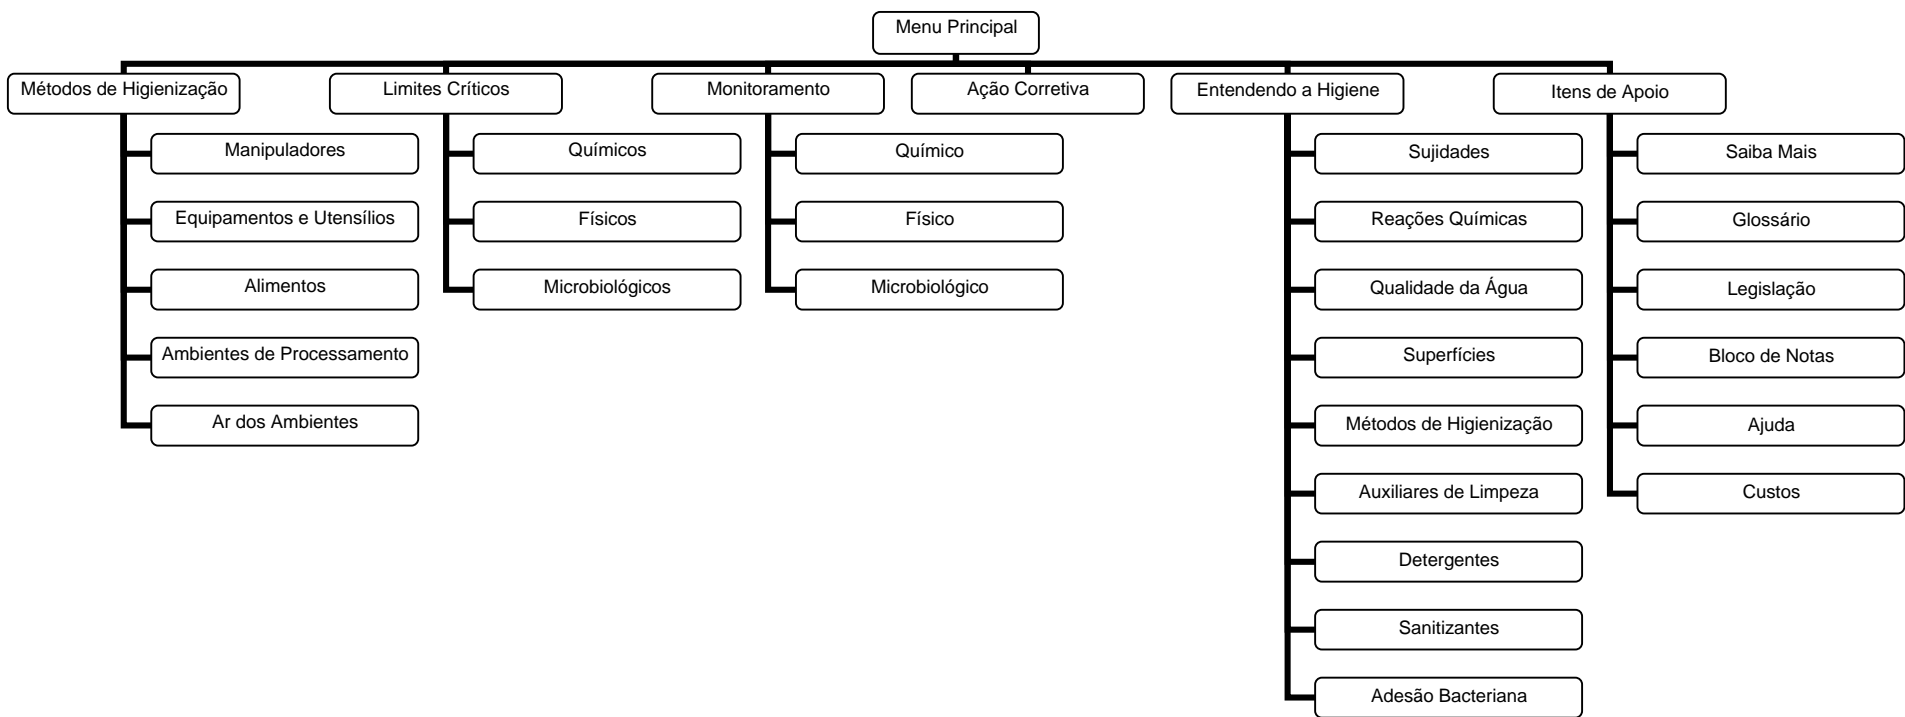 Menu Principal
Métodos de Higienização
Limites Críticos
Monitoramento
Ação Corretiva
Entendendo a Higiene
Itens de Apoio
Manipuladores
Equipamentos e Utensílios
Alimentos
Ambientes de Processamento
Ar dos Ambientes
Químicos
Físicos
Microbiológicos
Químico
Físico
Microbiológico
Sujidades
Reações Químicas
Qualidade da Água
Superfícies
Métodos de Higienização
Auxiliares de Limpeza
Detergentes
Sanitizantes
Adesão Bacteriana
Saiba Mais
Glossário
Legislação
Bloco de Notas
Ajuda
Custos